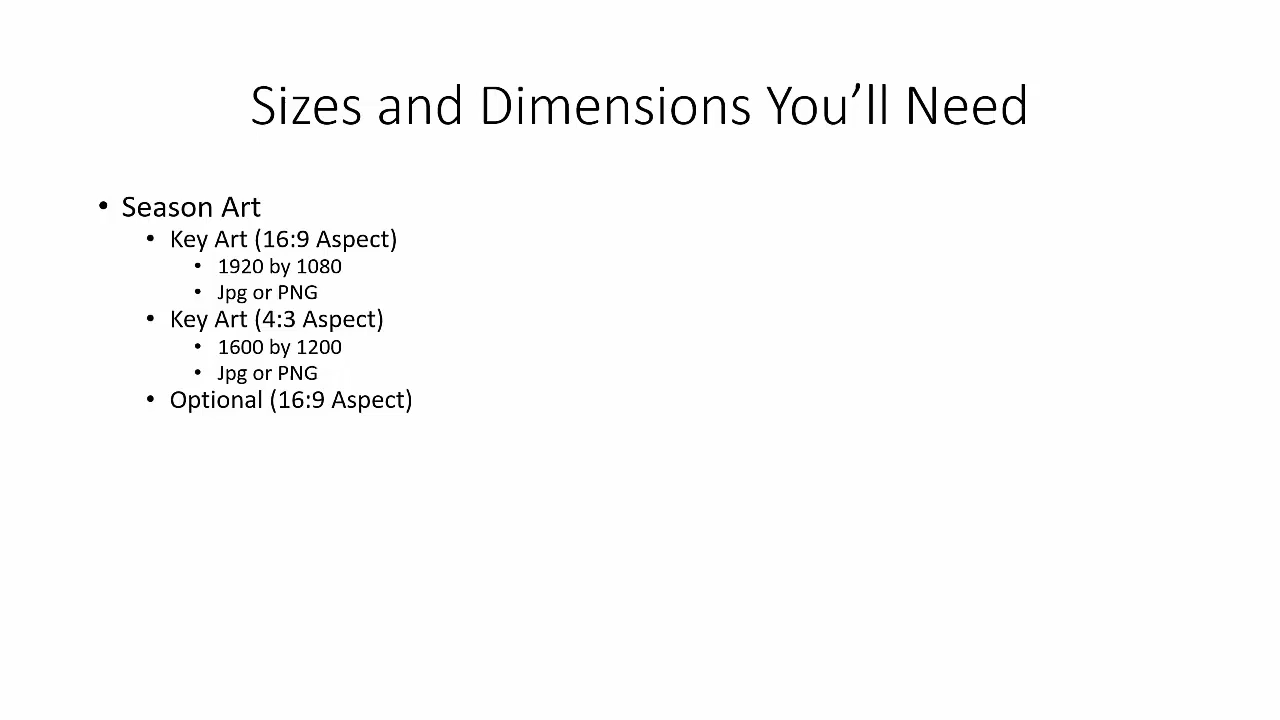 Sizes and Dimensions You’ll Need
• Season Art
• Key Art (16:9 Aspect)
• 1920 by 1080
• Jpg or PNG
• Key Art (4:3 Aspect)
• 1600 by 1200
• Jpg or PNG
• Optional (16:9 Aspect)